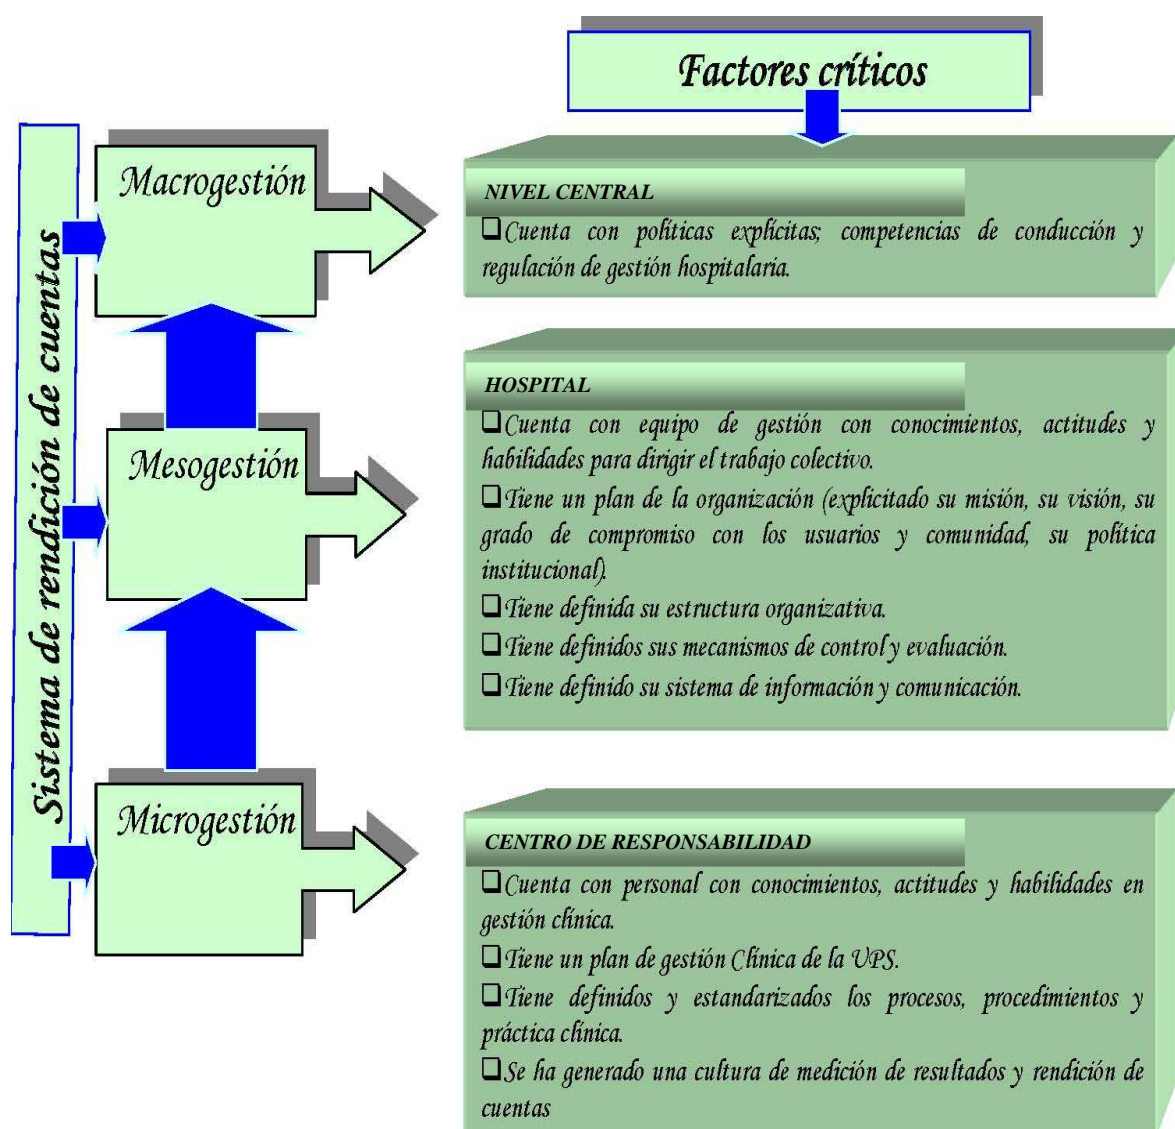 Factores críticos
Sistema de rendición de cuentas
Macrogestión
NIVEL CENTRAL
❑Cuenta con políticas explícitas; competencias de conducción y
regulación de gestión hospitalaria.
Mesogestión
HOSPITAL
❑Cuenta con equipo de gestión con conocimientos, actitudes y
habilidades para dirigir el trabajo colectivo.
❑Tiene un plan de la organización (explicitado su misión, su visión, su
grado de compromiso con los usuarios y comunidad, su política
institucional).
❑Tiene definida su estructura organizativa.
❑Tiene definidos sus mecanismos de control y evaluación.
❑Tiene definido su sistema de información y comunicación.
Microgestión
CENTRO DE RESPONSABILIDAD
❑Cuenta con personal con conocimientos, actitudes y habilidades en
gestión clínica.
❑Tiene un plan de gestión Clínica de la UPS.
❑Tiene definidos y estandarizados los procesos, procedimientos y
práctica clínica.
❑Se ha generado una cultura de medición de resultados y rendición de
cuentas